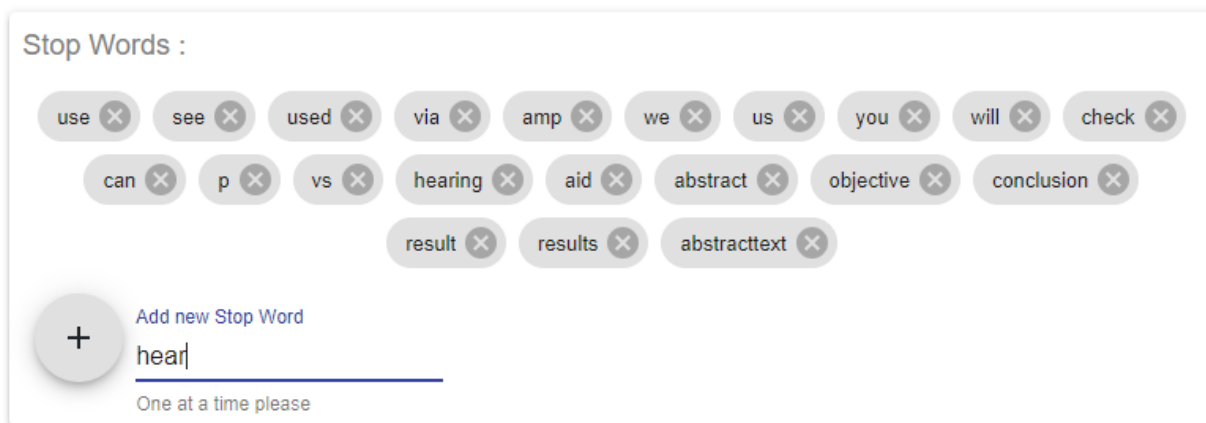 Stop Words :
use see used via amp we us you will check
can p vs hearing aid abstract objective conclusion
result results abstracttext
+ Add new Stop Word
hear
One at a time please